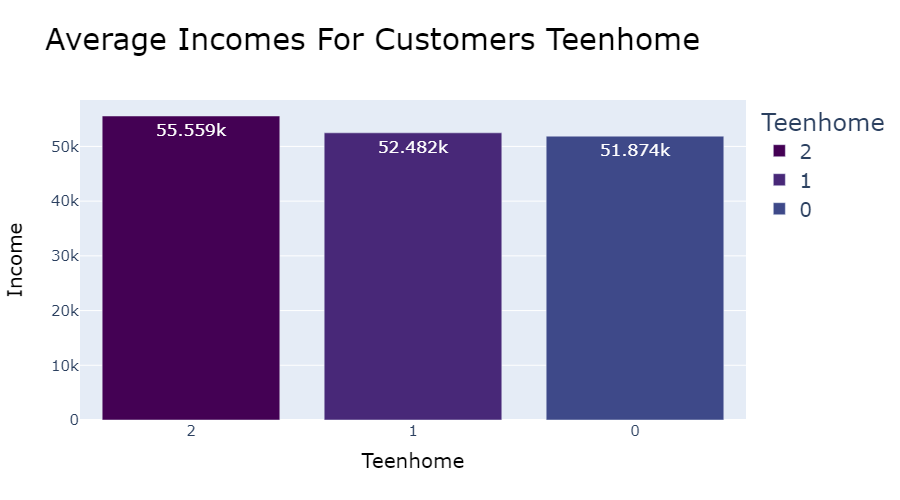 Average Incomes For Customers Teenhome
Income
50k
40k
30k
20k
10k
0
55.559k
52.482k
51.874k
2
1
0
Teenhome
Teenhome
2
1
0